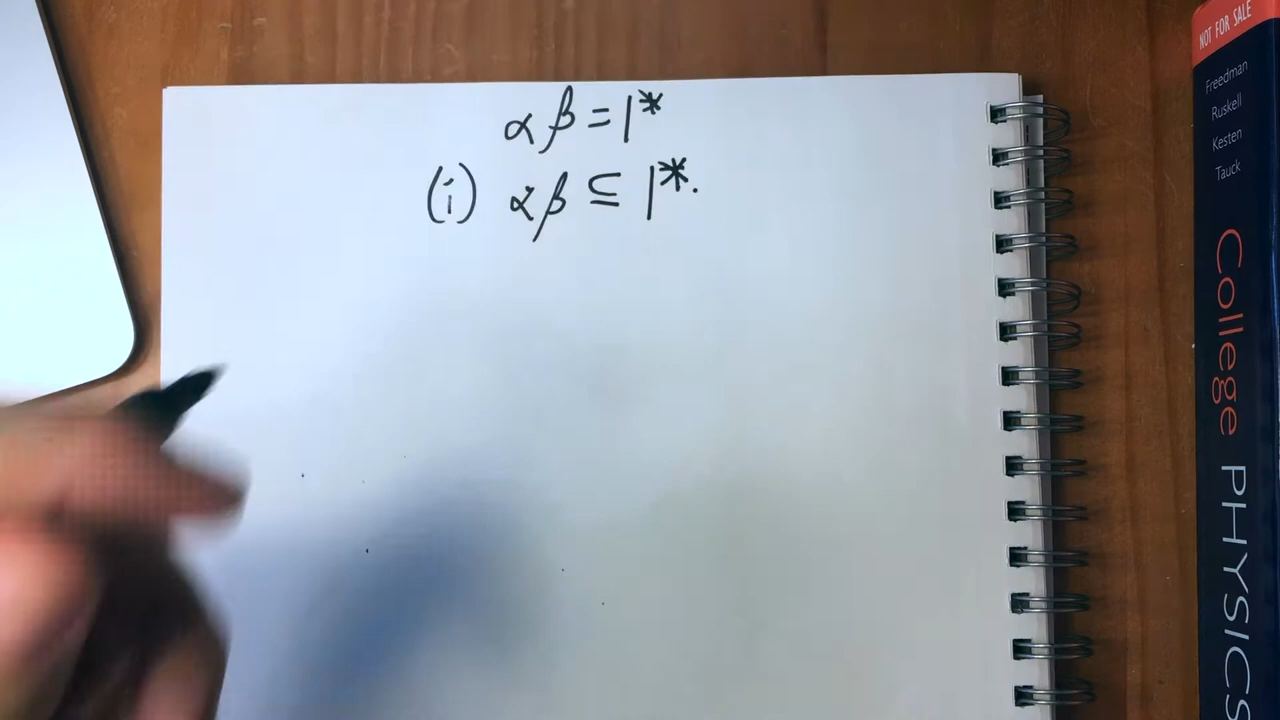 αβ = 1*
(i) αβ ⊆ 1*.
NOT FOR SALE
Freedman
Ruskell
Kesten
Tauck
College PHYSICS